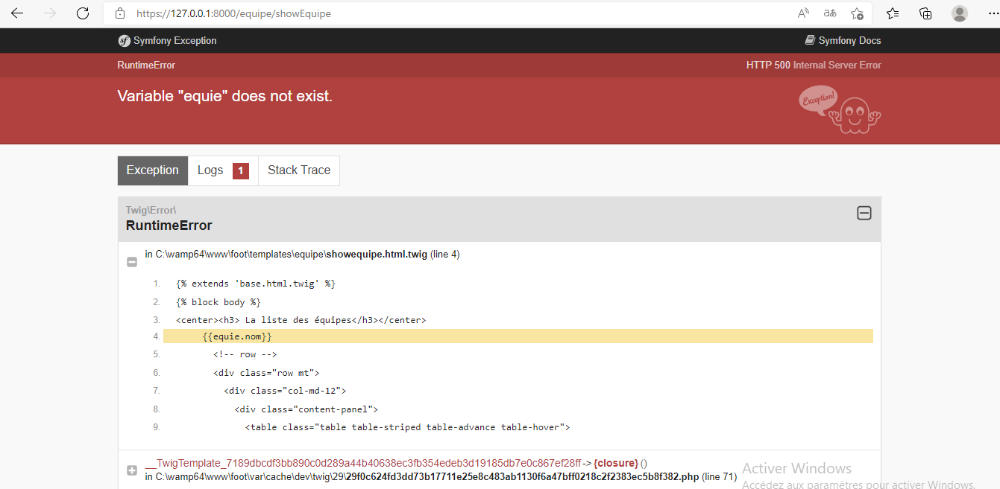 https://127.0.0.1:8000/equipe/showEquipe
Symfony Exception
Symfony Docs
RuntimeError
HTTP 500 Internal Server Error
Variable "equie" does not exist.
Exception!
Exception
Logs 1
Stack Trace
Twig\Error\
RuntimeError
in C:\wamp64\www\foot\templates\equipe\showequipe.html.twig (line 4)
1. {% extends 'base.html.twig' %}
2. {% block body %}
3. <center><h3> La liste des équipes</h3></center>
4. {{equie.nom}}
5. <!-- row -->
6. <div class="row mt">
7. <div class="col-md-12">
8. <div class="content-panel">
9. <table class="table table-striped table-advance table-hover">
__TwigTemplate_7189dbcdf3bb890c0d289a44b40638ec3fb354edeb3d19185db7e0c867ef28ff->{closure}()
in C:\wamp64\www\foot\var\cache\dev\twig\29\29f0c624fd3dd73b17711e25e8c483ab1130f6a47bff0218c2f2383ec5b8f382.php (line 71)
Activer Windows
Accédez aux paramètres pour activer Windows.